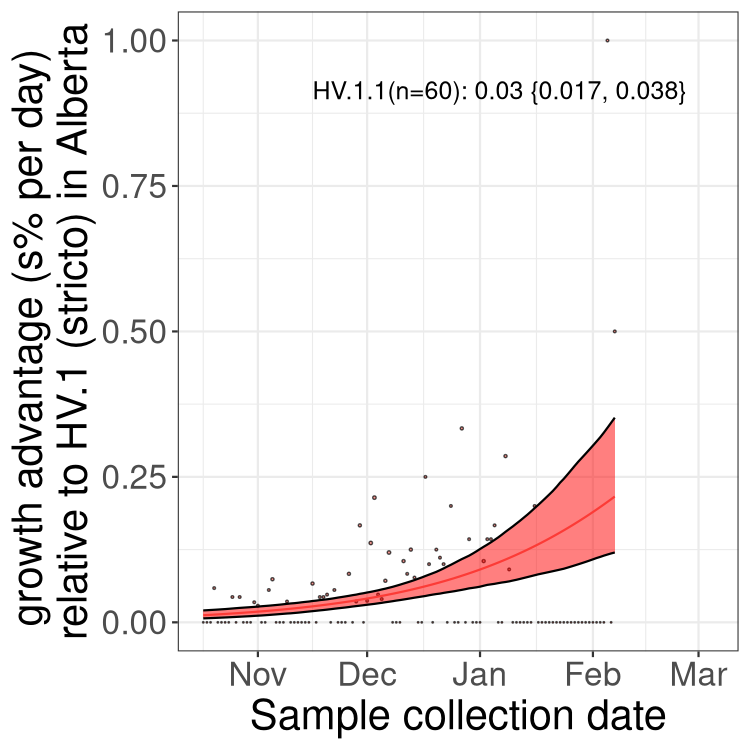 growth advantage (s% per day)
relative to HV.1 (stricto) in Alberta
1.00
0.75
0.50
0.25
0.00
HV.1.1(n=60): 0.03 {0.017, 0.038}
Nov Dec Jan Feb Mar
Sample collection date